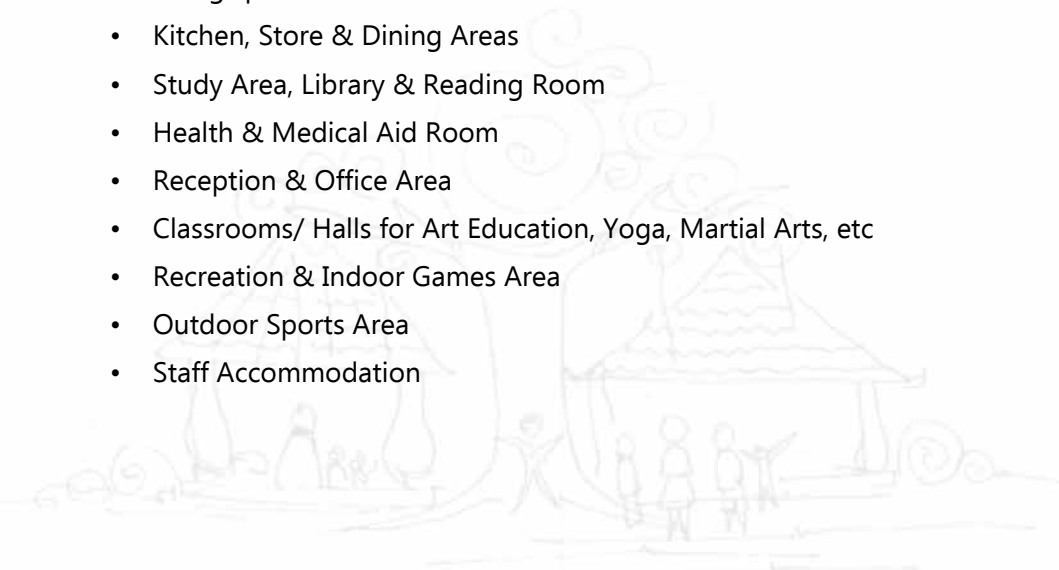 • Kitchen, Store & Dining Areas
• Study Area, Library & Reading Room
• Health & Medical Aid Room
• Reception & Office Area
• Classrooms/ Halls for Art Education, Yoga, Martial Arts, etc
• Recreation & Indoor Games Area
• Outdoor Sports Area
• Staff Accommodation